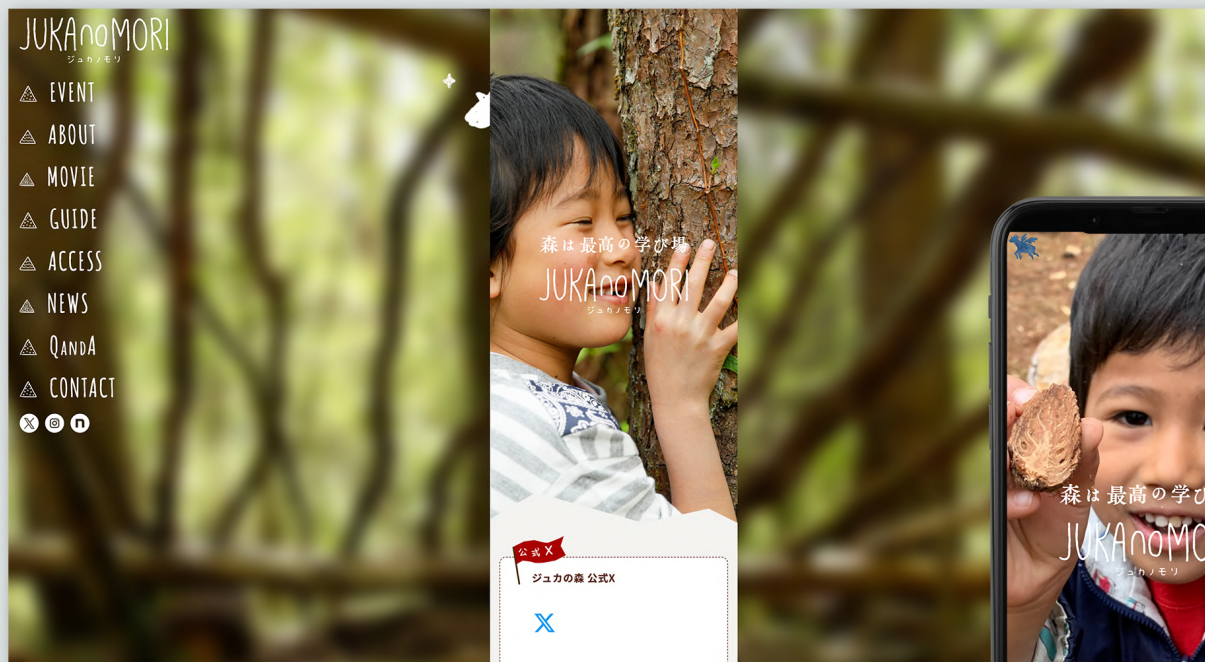 JUKAnoMORI
ジュカノモリ
EVENT
ABOUT
MOVIE
GUIDE
ACCESS
NEWS
QandA
CONTACT
森は最高の学び場
JUKAnoMORI
ジュカノモリ
公式X
ジュカの森 公式X
森は最高の学び
JUKAnoMO
ジュカノモリ